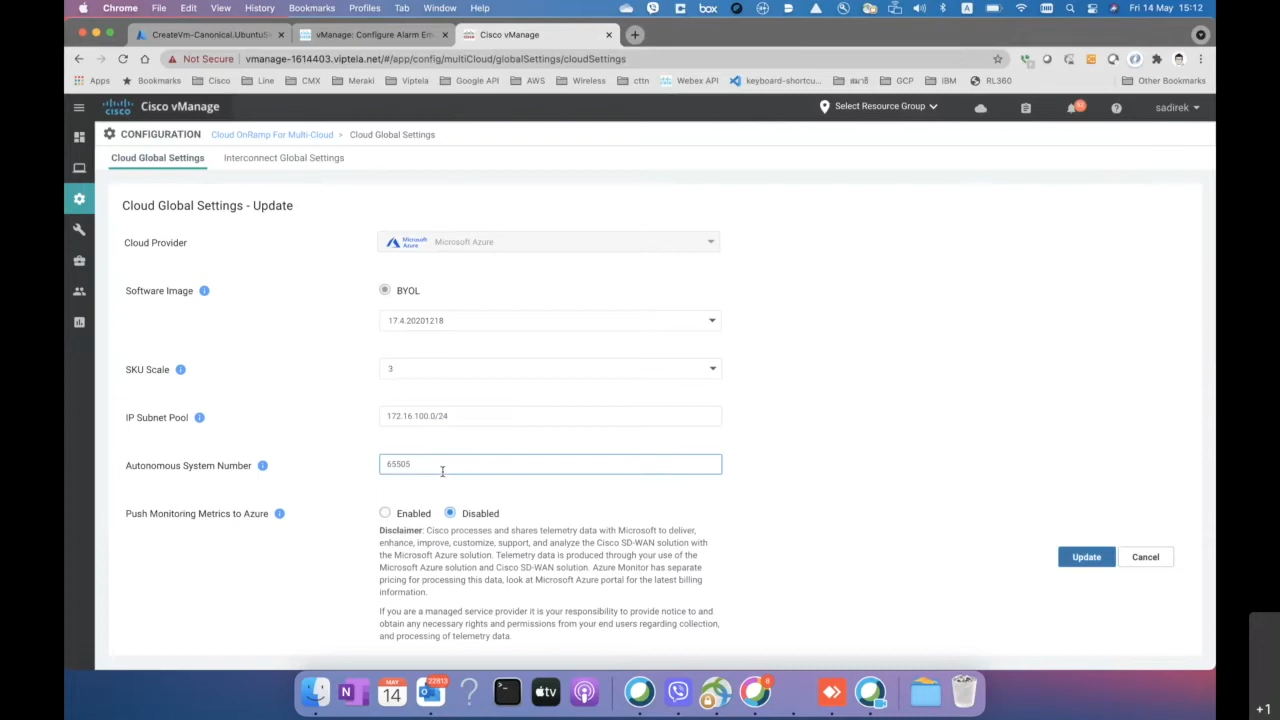 Chrome File Edit View History Bookmarks Profiles Tab Window Help
box
Fri 14 May 15:12
CreateVm-Canonical.UbuntuSe
vManage: Configure Alarm Em
Cisco vManage
Not Secure vmanage-1614403.viptela.net/#/app/config/multiCloud/globalSettings/cloudSettings
Apps Bookmarks Cisco Line CMX Meraki Viptela Google API AWS Wireless cttn Webex API keyboard-shortcu... GCP IBM RL360 Other Bookmarks
CISCO Cisco vManage
Select Resource Group
sadirek
CONFIGURATION Cloud OnRamp For Multi-Cloud > Cloud Global Settings
Cloud Global Settings Interconnect Global Settings
Cloud Global Settings - Update
Cloud Provider
Microsoft Azure
Microsoft Azure
Software Image
BYOL
17.4.20201218
SKU Scale
3
IP Subnet Pool
172.16.100.0/24
Autonomous System Number
65505
Push Monitoring Metrics to Azure
Enabled Disabled
Disclaimer: Cisco processes and shares telemetry data with Microsoft to deliver,
enhance, improve, customize, support, and analyze the Cisco SD-WAN solution with
the Microsoft Azure solution. Telemetry data is produced through your use of the
Microsoft Azure solution and Cisco SD-WAN solution. Azure Monitor has separate
pricing for processing this data, look at Microsoft Azure portal for the latest billing
information.
If you are a managed service provider it is your responsibility to provide notice to and
obtain any necessary rights and permissions from your end users regarding collection,
and processing of telemetry data.
Update Cancel
MAY
14
22813
tv
8
+1